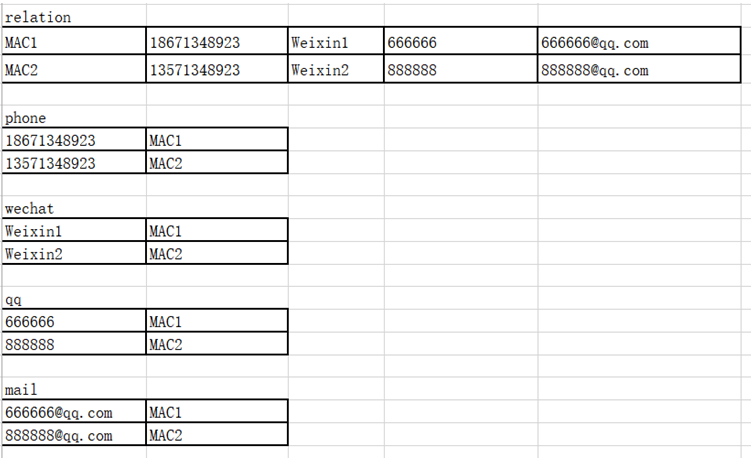 relation
MAC1 18671348923 Weixin1 666666 666666@qq.com
MAC2 13571348923 Weixin2 888888 888888@qq.com
phone
18671348923 MAC1
13571348923 MAC2
wechat
Weixin1 MAC1
Weixin2 MAC2
qq
666666 MAC1
888888 MAC2
mail
666666@qq.com MAC1
888888@qq.com MAC2